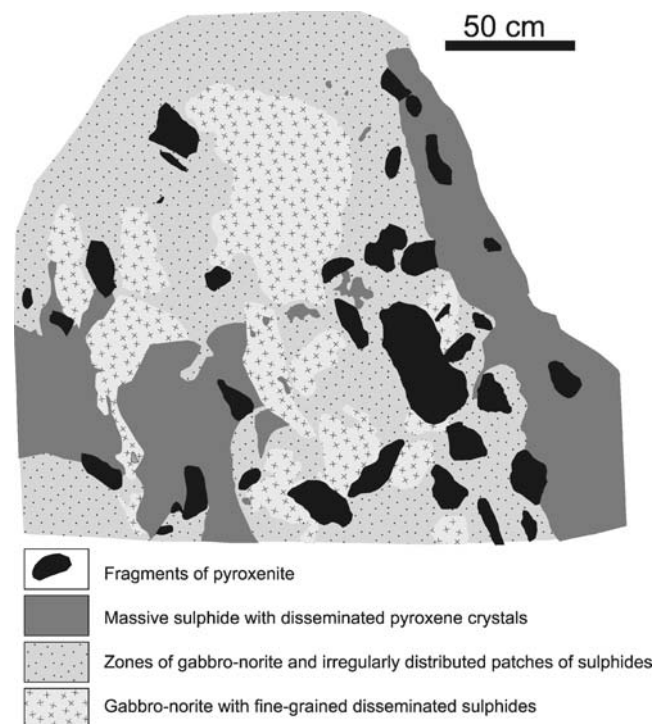 50 cm
Fragments of pyroxenite
Massive sulphide with disseminated pyroxene crystals
Zones of gabbro-norite and irregularly distributed patches of sulphides
Gabbro-norite with fine-grained disseminated sulphides